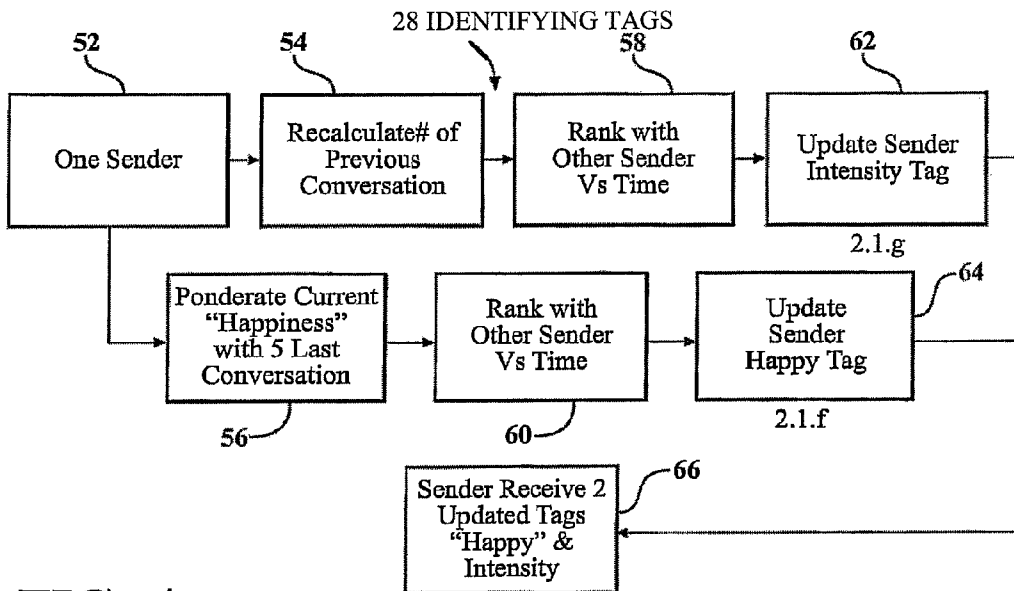 28 IDENTIFYING TAGS
52
54
58
62
One Sender
Recalculate# of
Previous
Conversation
Rank with
Other Sender
Vs Time
Update Sender
Intensity Tag
2.1.g
64
Ponderate Current
“Happiness”
with 5 Last
Conversation
Rank with
Other Sender
Vs Time
Update
Sender
Happy Tag
56
60
2.1.f
66
Sender Receive 2
Updated Tags
“Happy” &
Intensity